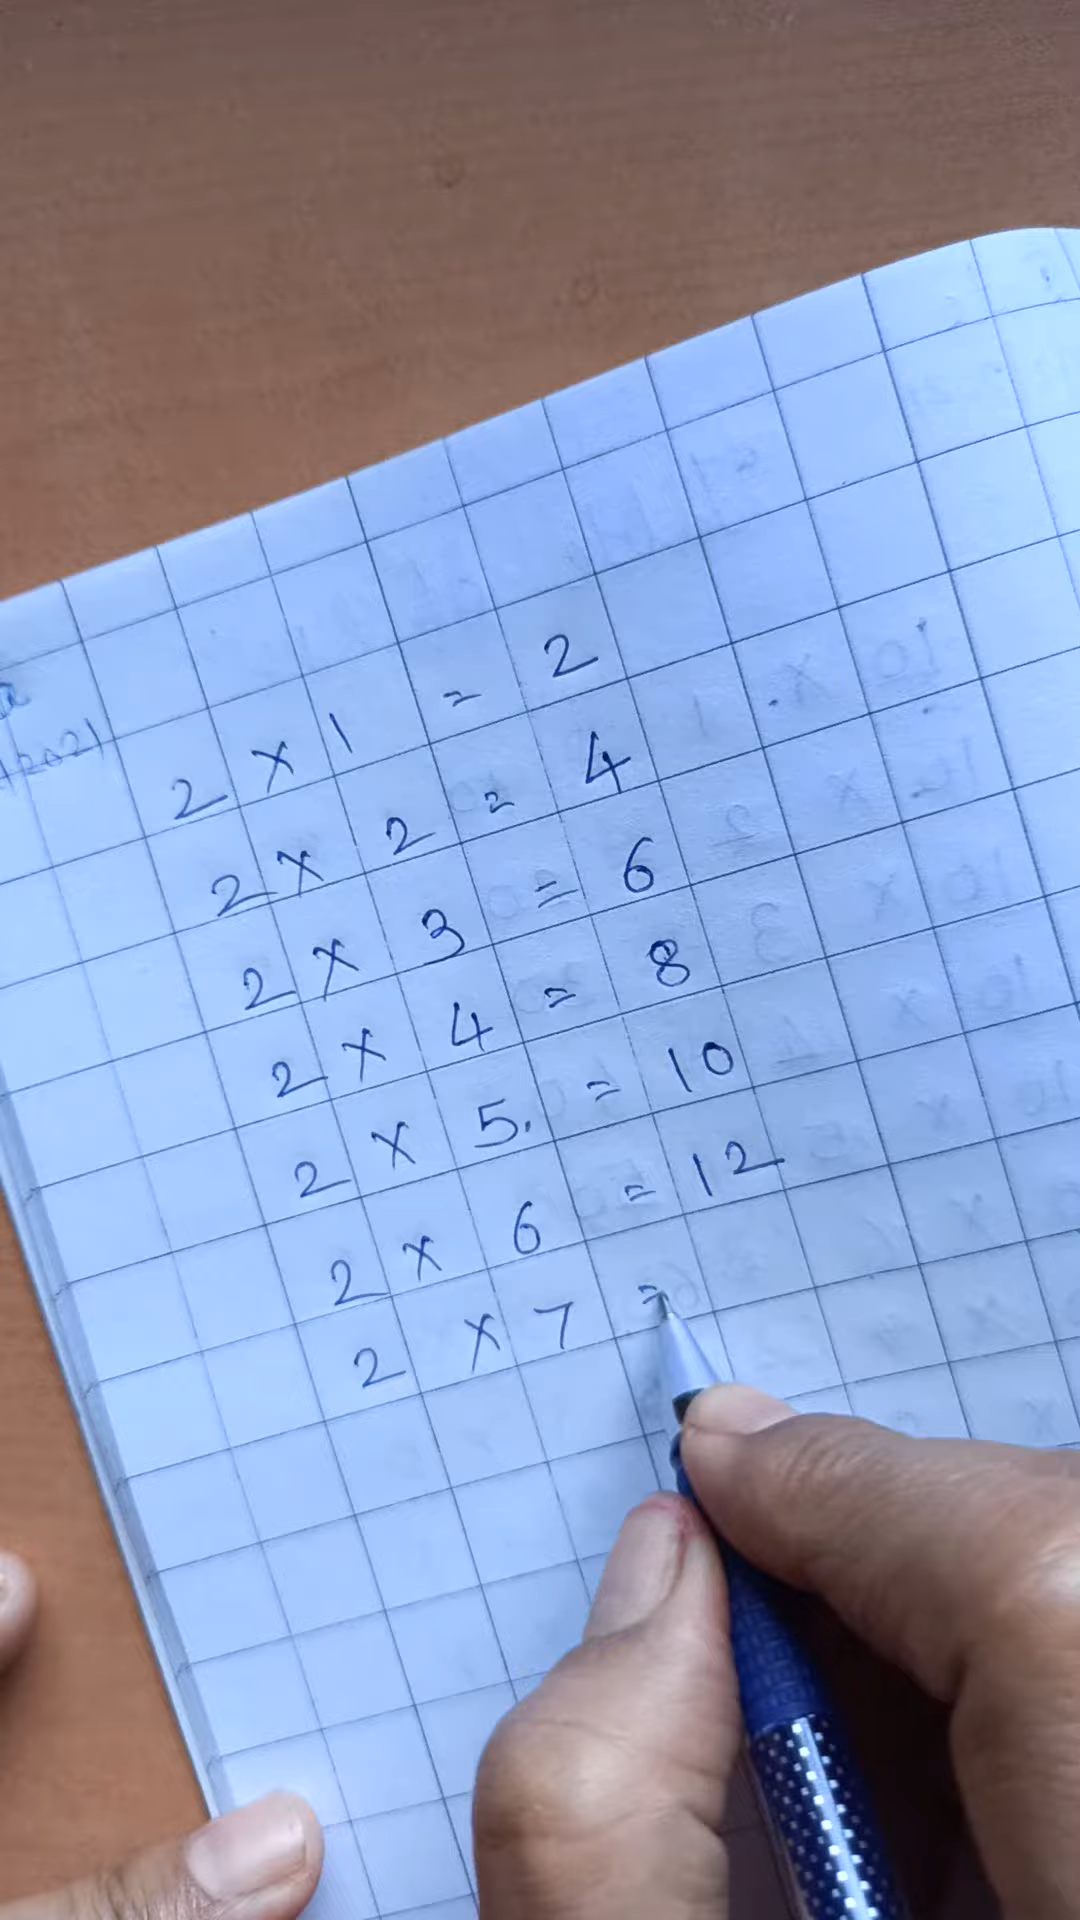 /2021
2 × 1 = 2
2 × 2 = 4
2 × 3 = 6
2 × 4 = 8
2 × 5. = 10
2 × 6 = 12
2 × 7 =